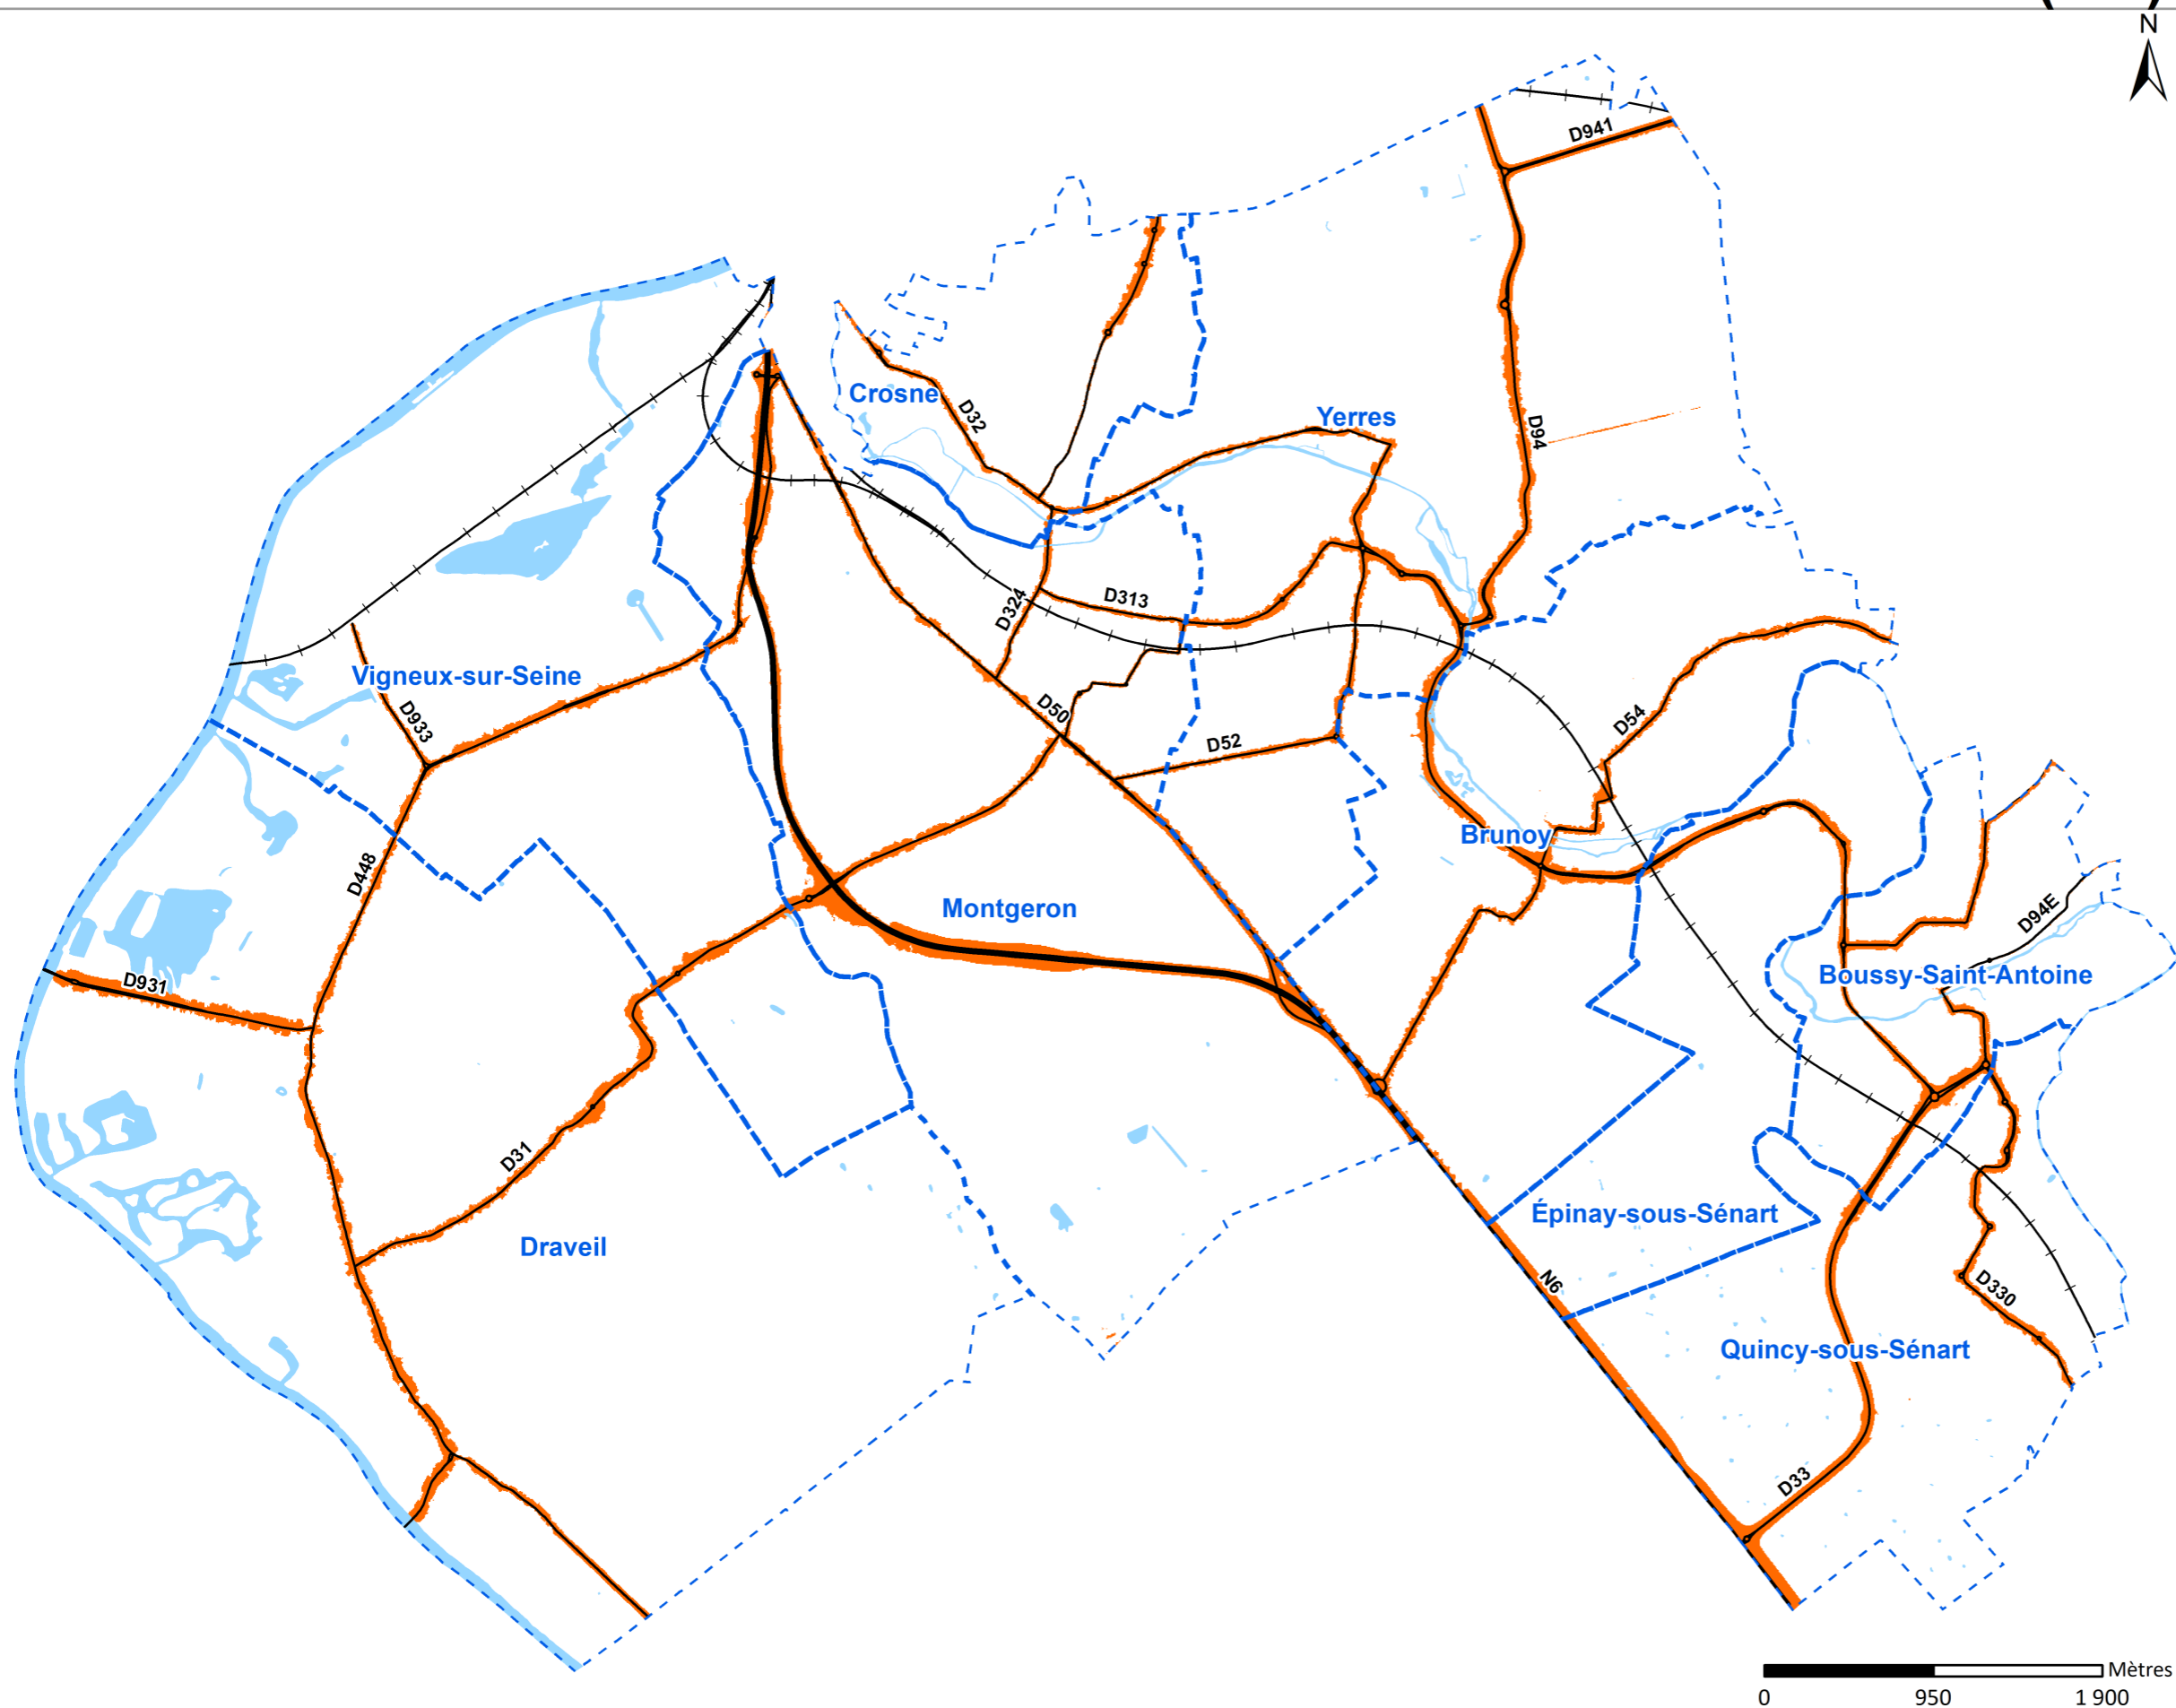 N
D941
Crosne
D32
Yerres
D94
D313
D324
Vigneux-sur-Seine
D933
D50
D52
D54
Brunoy
D448
Montgeron
D94E
Boussy-Saint-Antoine
D931
D31
Épinay-sous-Sénart
Draveil
N6
D330
Quincy-sous-Sénart
D33
Mètres
0 950 1 900